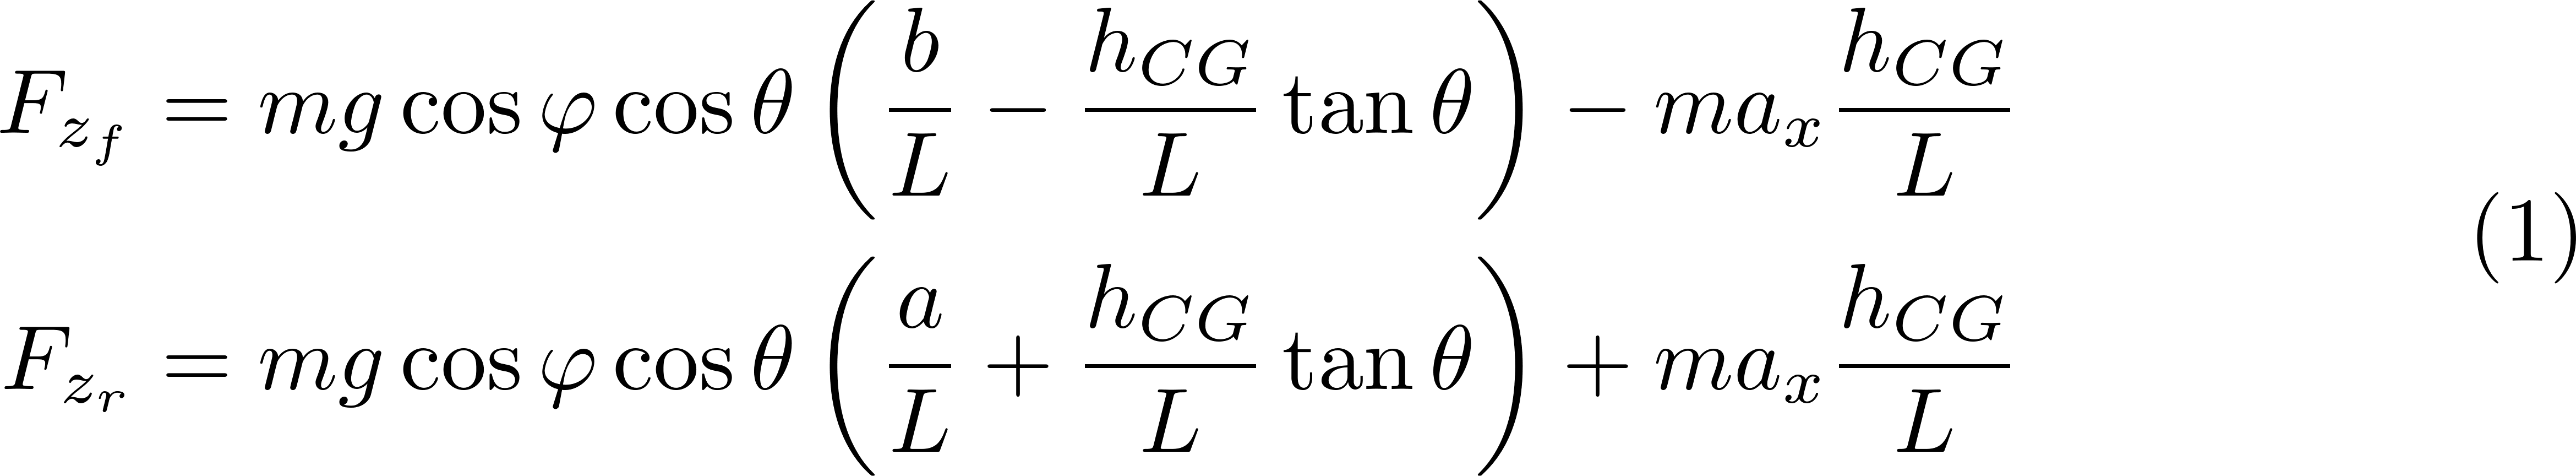 F_{z_f} = mg cos φ cos θ (b/L − h_{CG}/L tan θ) − ma_x h_{CG}/L
(1)
F_{z_r} = mg cos φ cos θ (a/L + h_{CG}/L tan θ) + ma_x h_{CG}/L